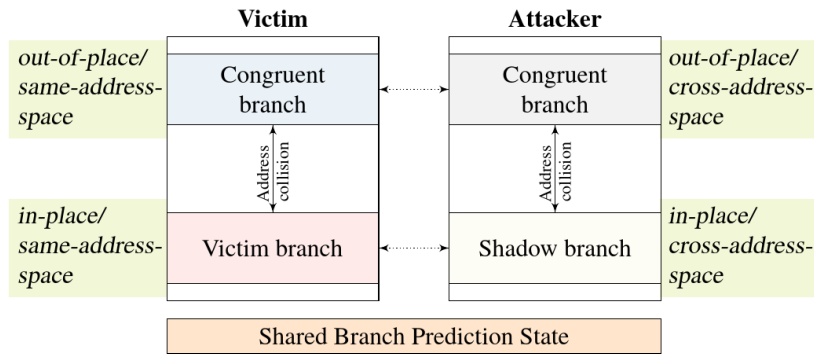 Victim
Attacker
out-of-place/
same-address-
space
Congruent
branch
Congruent
branch
out-of-place/
cross-address-
space
Address
collision
Address
collision
in-place/
same-address-
space
Victim branch
Shadow branch
in-place/
cross-address-
space
Shared Branch Prediction State